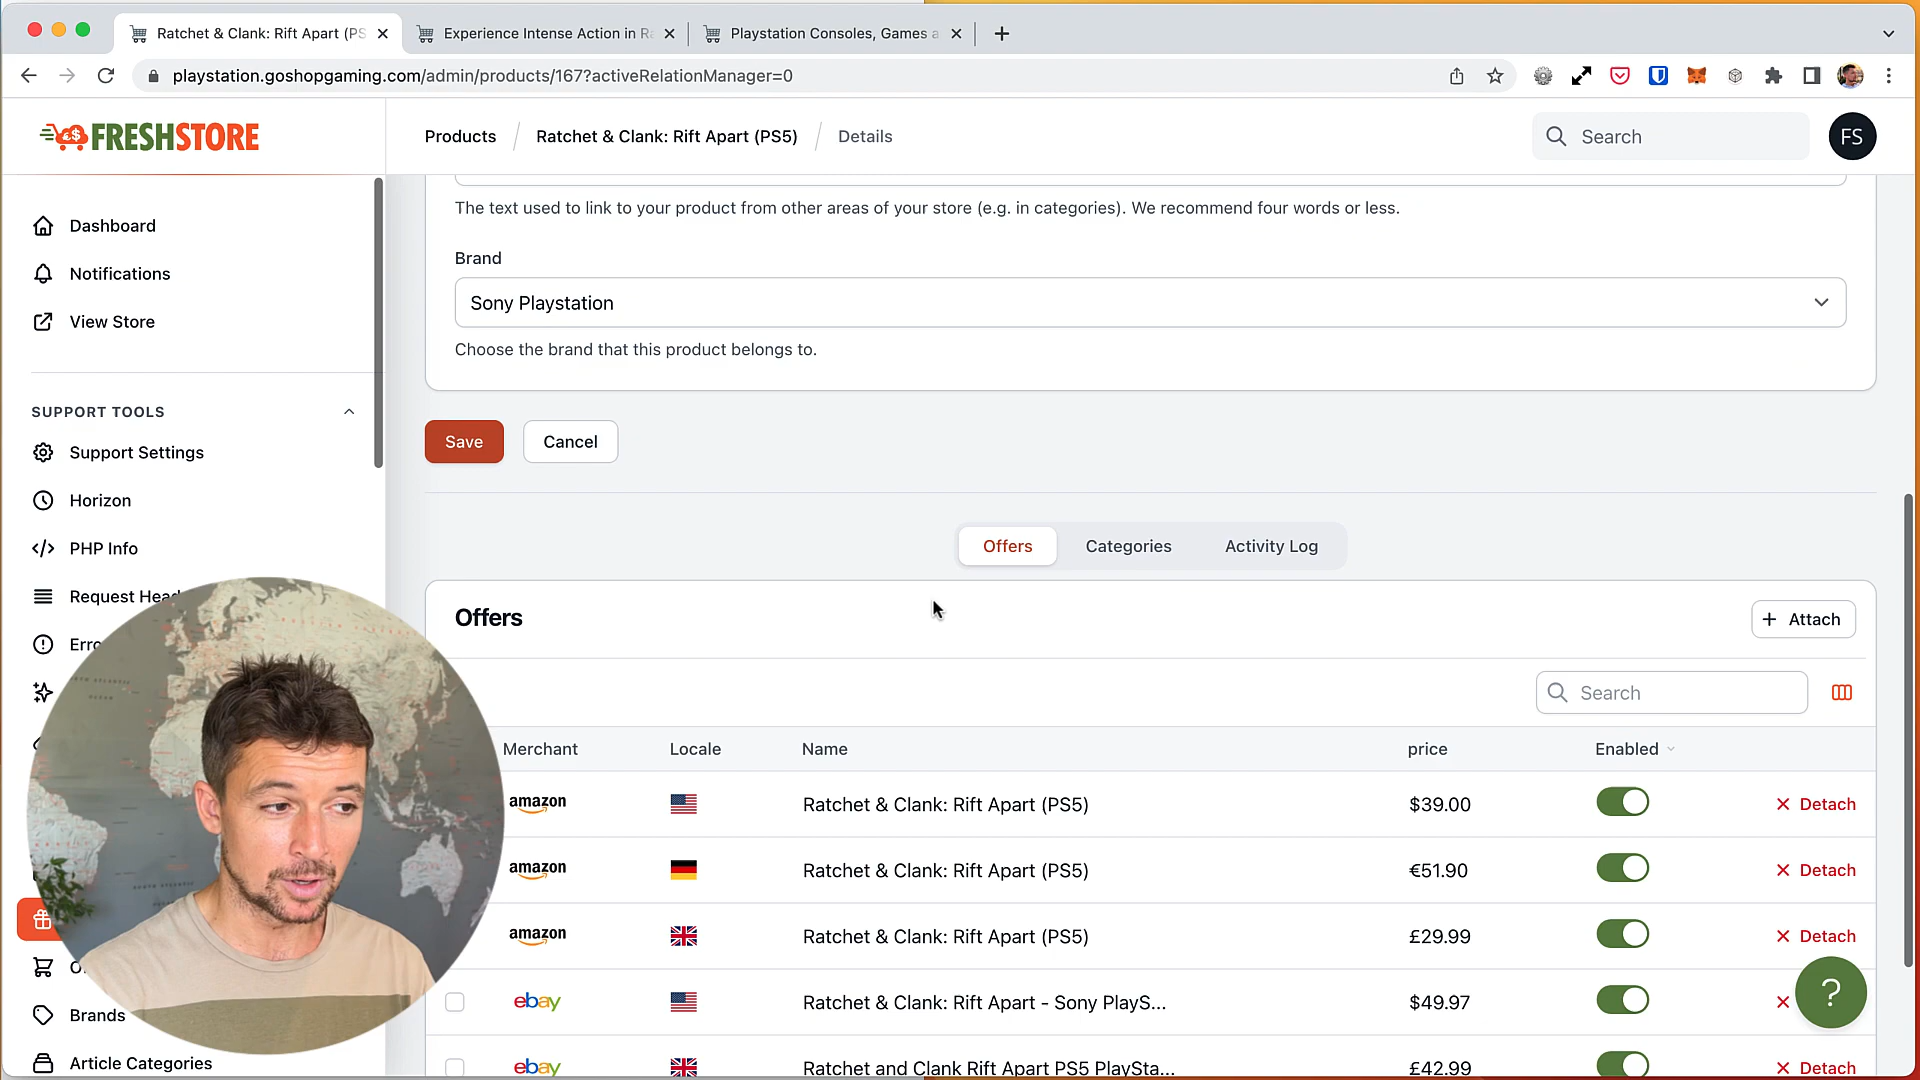 Ratchet & Clank: Rift Apart (PS
Experience Intense Action in Ra
Playstation Consoles, Games a
playstation.goshopgaming.com/admin/products/167?activeRelationManager=0
FRESHSTORE
Products
Ratchet & Clank: Rift Apart (PS5)
Details
Search
FS
Dashboard
Notifications
View Store
SUPPORT TOOLS
Support Settings
Horizon
PHP Info
Request Head
Erro
Brands
Article Categories
The text used to link to your product from other areas of your store (e.g. in categories). We recommend four words or less.
Brand
Sony Playstation
Choose the brand that this product belongs to.
Save
Cancel
Offers
Categories
Activity Log
Offers
+ Attach
Search
Merchant Locale Name price Enabled
amazon Ratchet & Clank: Rift Apart (PS5) $39.00 Detach
amazon Ratchet & Clank: Rift Apart (PS5) €51.90 Detach
amazon Ratchet & Clank: Rift Apart (PS5) £29.99 Detach
ebay Ratchet & Clank: Rift Apart - Sony PlayS... $49.97
ebay Ratchet and Clank Rift Apart PS5 PlaySta... £42.99 Detach
?